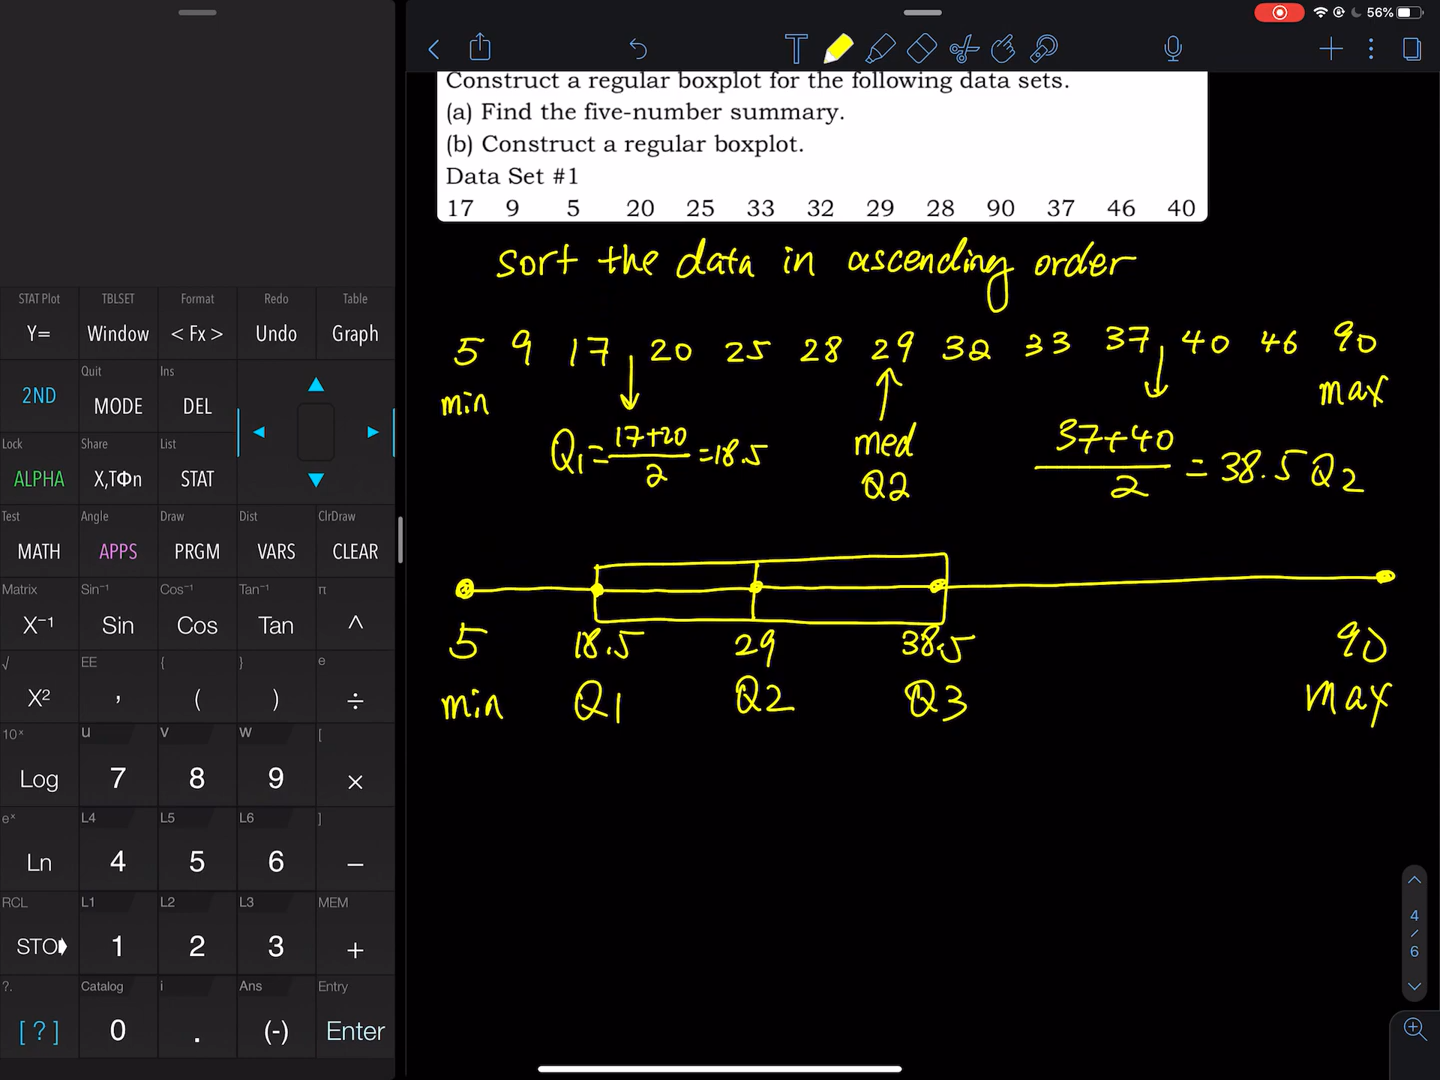 56%
Construct a regular boxplot for the following data sets.
(a) Find the five-number summary.
(b) Construct a regular boxplot.
Data Set #1
17 9 5 20 25 33 32 29 28 90 37 46 40
sort the data in ascending order
5 9 17 20 25 28 29 32 33 37 40 46 90
min max
Q1 = 17+20 / 2 = 18.5
med
Q2
37+40 / 2 = 38.5 Q2
5 18.5 29 38.5 90
min Q1 Q2 Q3 max
STAT Plot TBLSET Format Redo Table
Y= Window < Fx > Undo Graph
Quit Ins
2ND MODE DEL
Lock Share List
ALPHA X,TΦn STAT
Test Angle Draw Dist ClrDraw
MATH APPS PRGM VARS CLEAR
Matrix Sin⁻¹ Cos⁻¹ Tan⁻¹ π
X⁻¹ Sin Cos Tan ^
√ EE { } e
X² , ( ) ÷
10ˣ u v w [
Log 7 8 9 ×
eˣ L4 L5 L6 ]
Ln 4 5 6 −
RCL L1 L2 L3 MEM
STO 1 2 3 +
?. Catalog i Ans Entry
[ ? ] 0 . (-) Enter
4
/
6